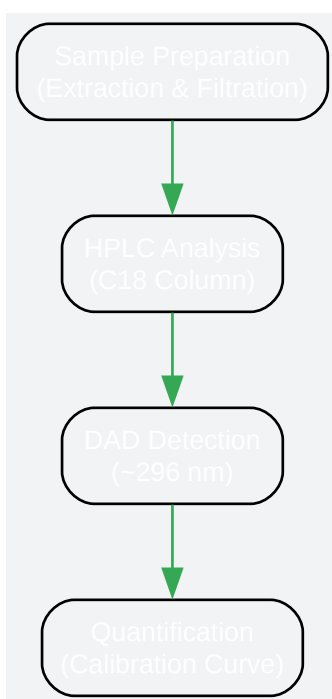 Sample Preparation
(Extraction & Filtration)
HPLC Analysis
(C18 Column)
DAD Detection
(~296 nm)
Quantification
(Calibration Curve)